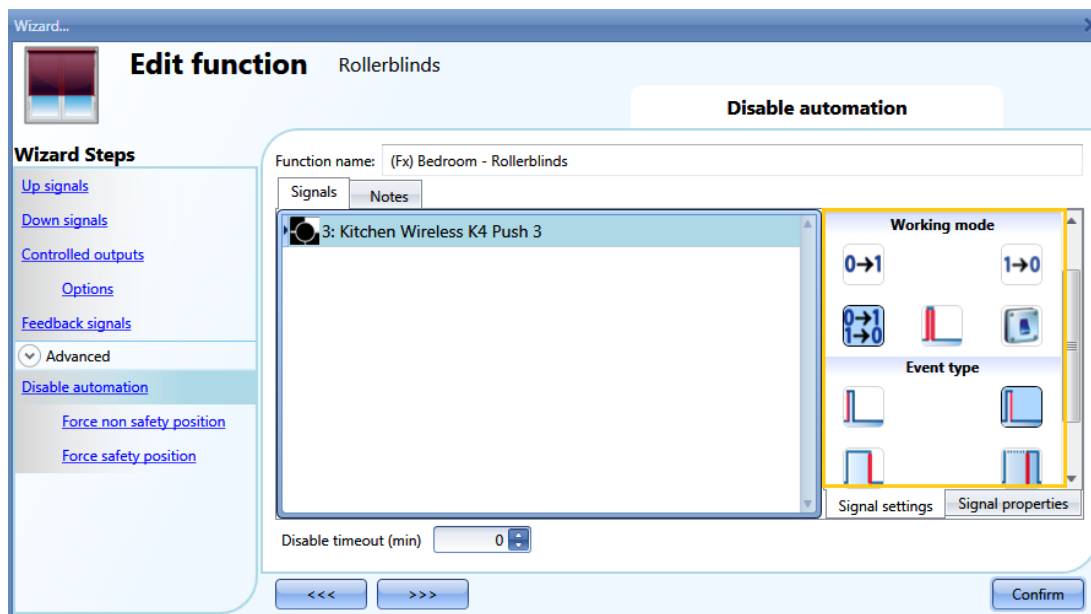 Wizard...
Edit function Rollerblinds
Disable automation
Wizard Steps
Up signals
Down signals
Controlled outputs
Options
Feedback signals
Advanced
Disable automation
Force non safety position
Force safety position
Function name: (Fx) Bedroom - Rollerblinds
Signals Notes
3: Kitchen Wireless K4 Push 3
Working mode
0→1 1→0
0→1
1→0
Event type
Signal settings Signal properties
Disable timeout (min) 0
<<< >>> Confirm